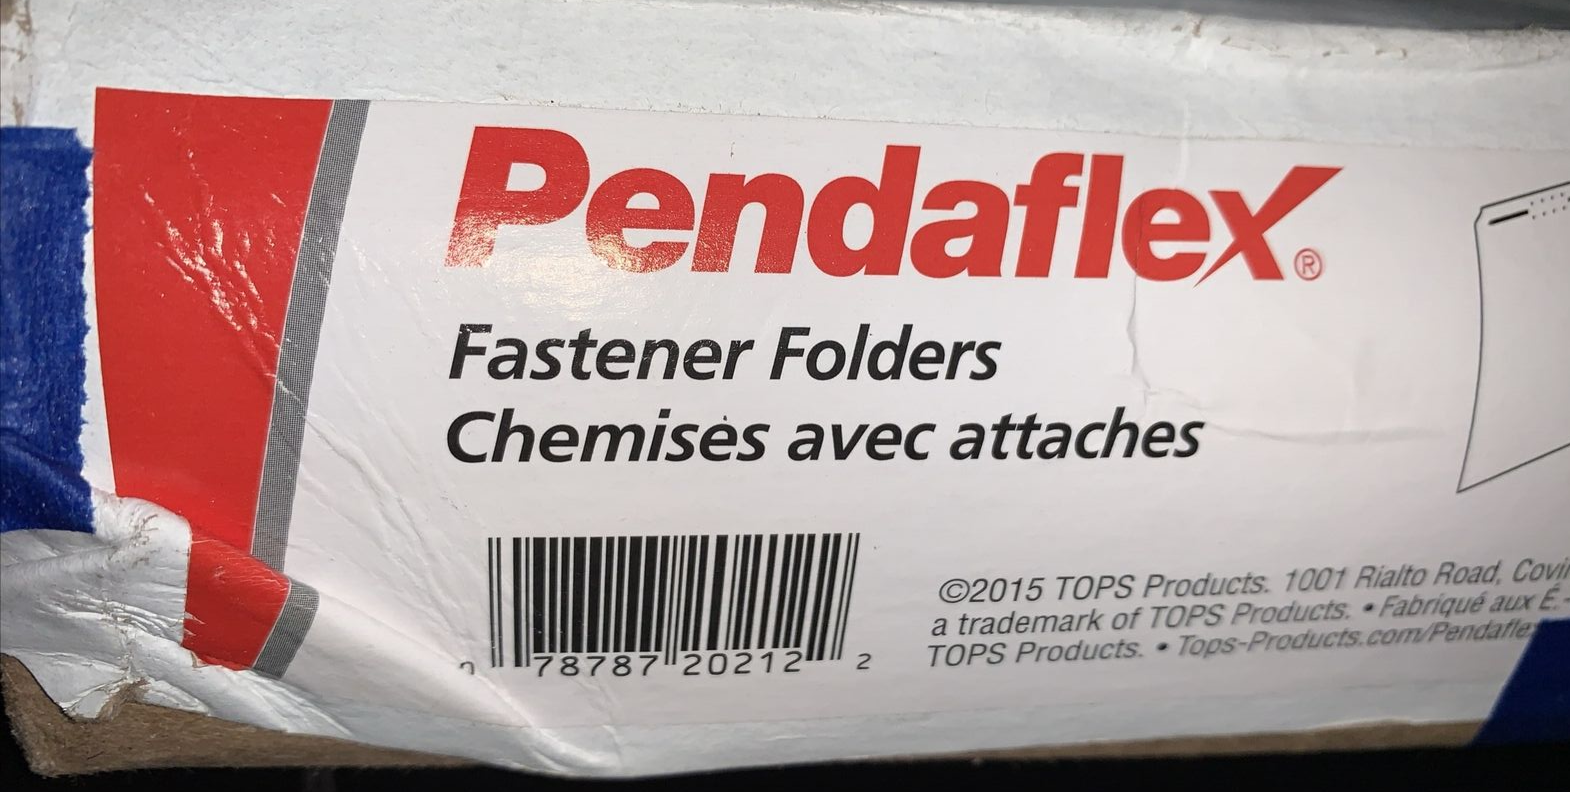 Pendaflex®
Fastener Folders
Chemises avec attaches
0 78787 20212 2
©2015 TOPS Products. 1001 Rialto Road,
a trademark of TOPS Products. • Fabriqué aux É.-
TOPS Products. • Tops-Products.com/Pendaflex